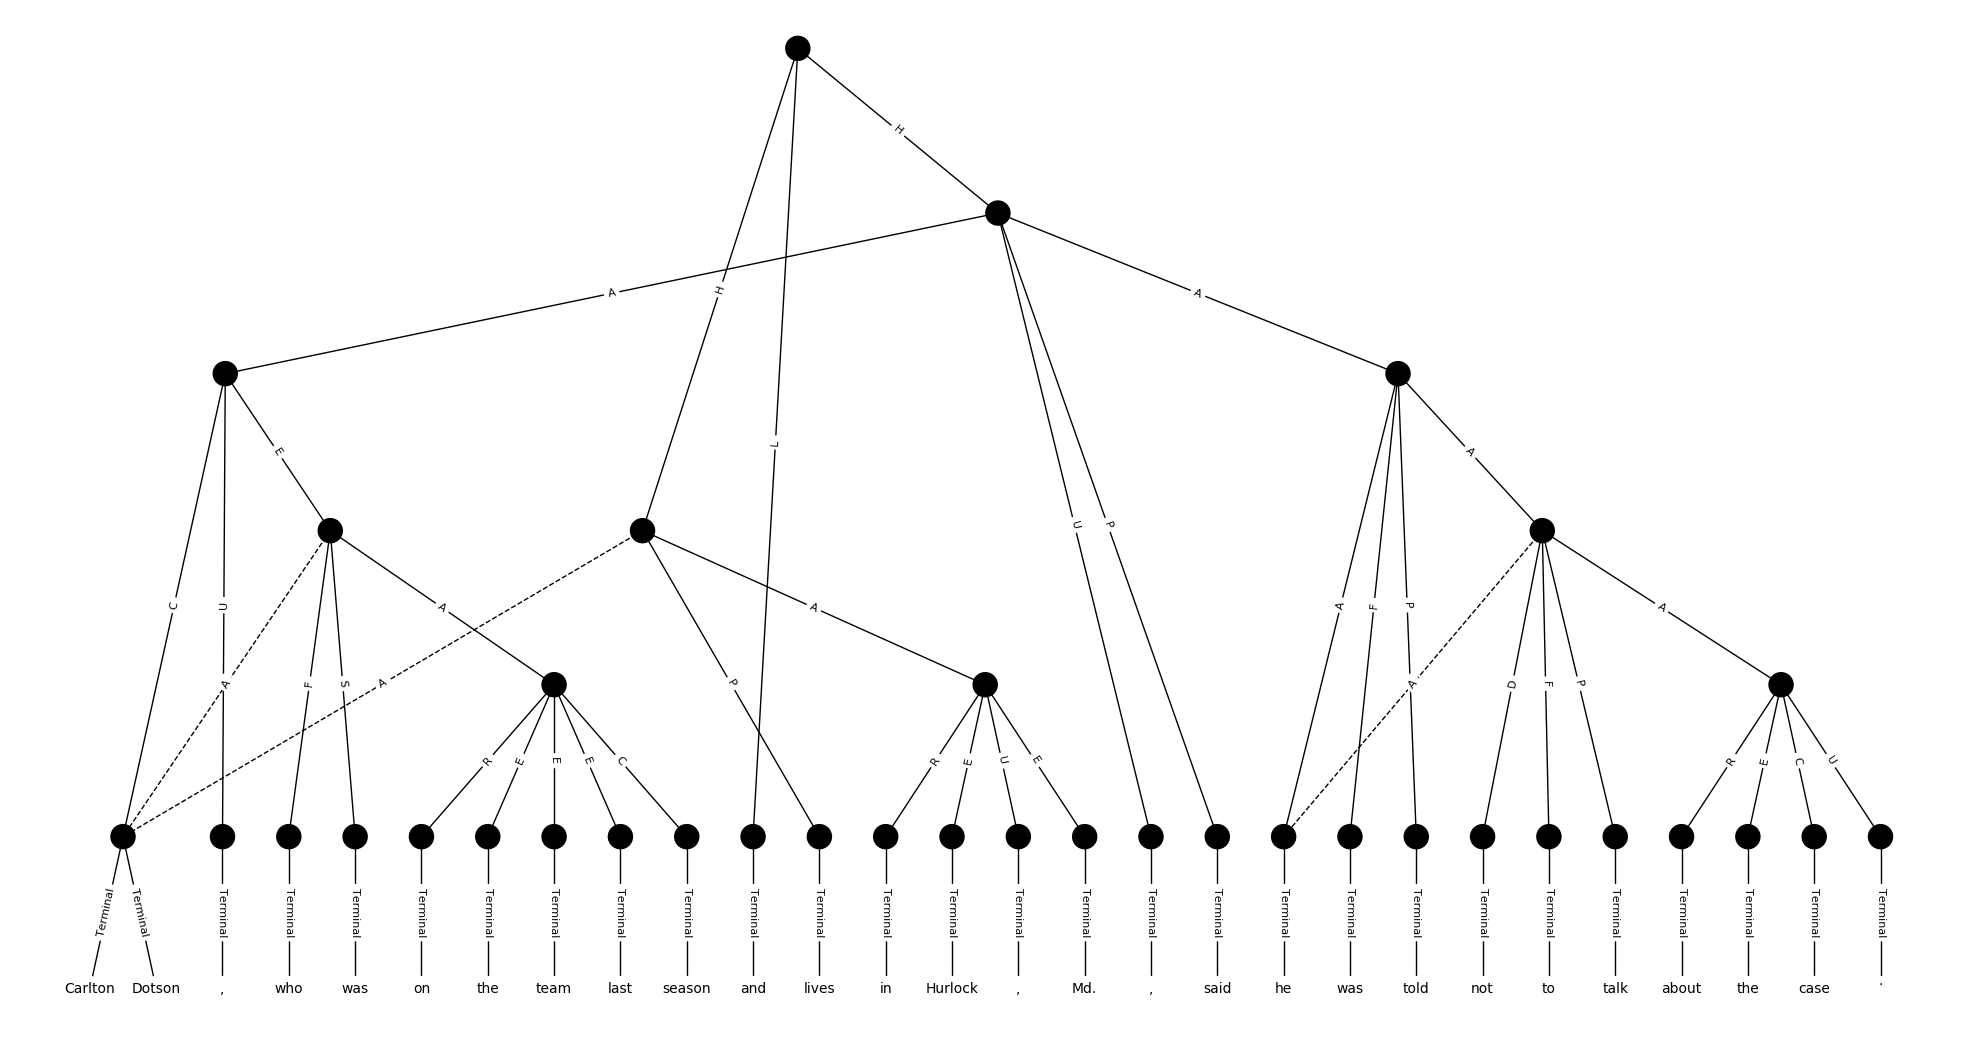 H
A H A
E L A
U P
C U A F P
A F S A P A A D F P A
R E E E C R E U E R E C U
Terminal Terminal Terminal Terminal Terminal Terminal Terminal Terminal Terminal Terminal Terminal Terminal Terminal Terminal Terminal Terminal Terminal Terminal Terminal Terminal Terminal Terminal Terminal Terminal Terminal Terminal Terminal Terminal
Carlton Dotson , who was on the team last season and lives in Hurlock , Md. , said he was told not to talk about the case .